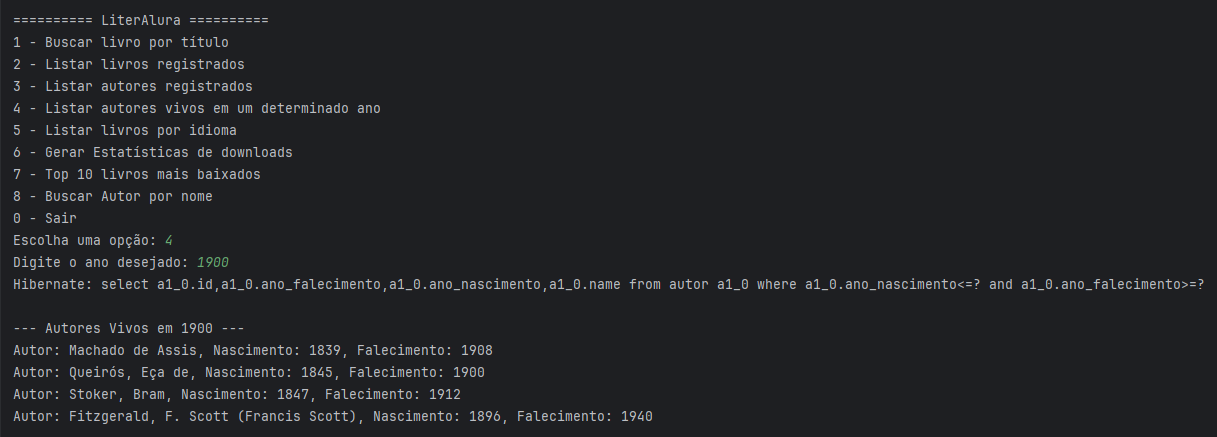 ========== LiterAlura ==========
1 - Buscar livro por título
2 - Listar livros registrados
3 - Listar autores registrados
4 - Listar autores vivos em um determinado ano
5 - Listar livros por idioma
6 - Gerar Estatísticas de downloads
7 - Top 10 livros mais baixados
8 - Buscar Autor por nome
0 - Sair
Escolha uma opção: 4
Digite o ano desejado: 1900
Hibernate: select a1_0.id,a1_0.ano_falecimento,a1_0.ano_nascimento,a1_0.name from autor a1_0 where a1_0.ano_nascimento<=? and a1_0.ano_falecimento>=?
--- Autores Vivos em 1900 ---
Autor: Machado de Assis, Nascimento: 1839, Falecimento: 1908
Autor: Queirós, Eça de, Nascimento: 1845, Falecimento: 1900
Autor: Stoker, Bram, Nascimento: 1847, Falecimento: 1912
Autor: Fitzgerald, F. Scott (Francis Scott), Nascimento: 1896, Falecimento: 1940